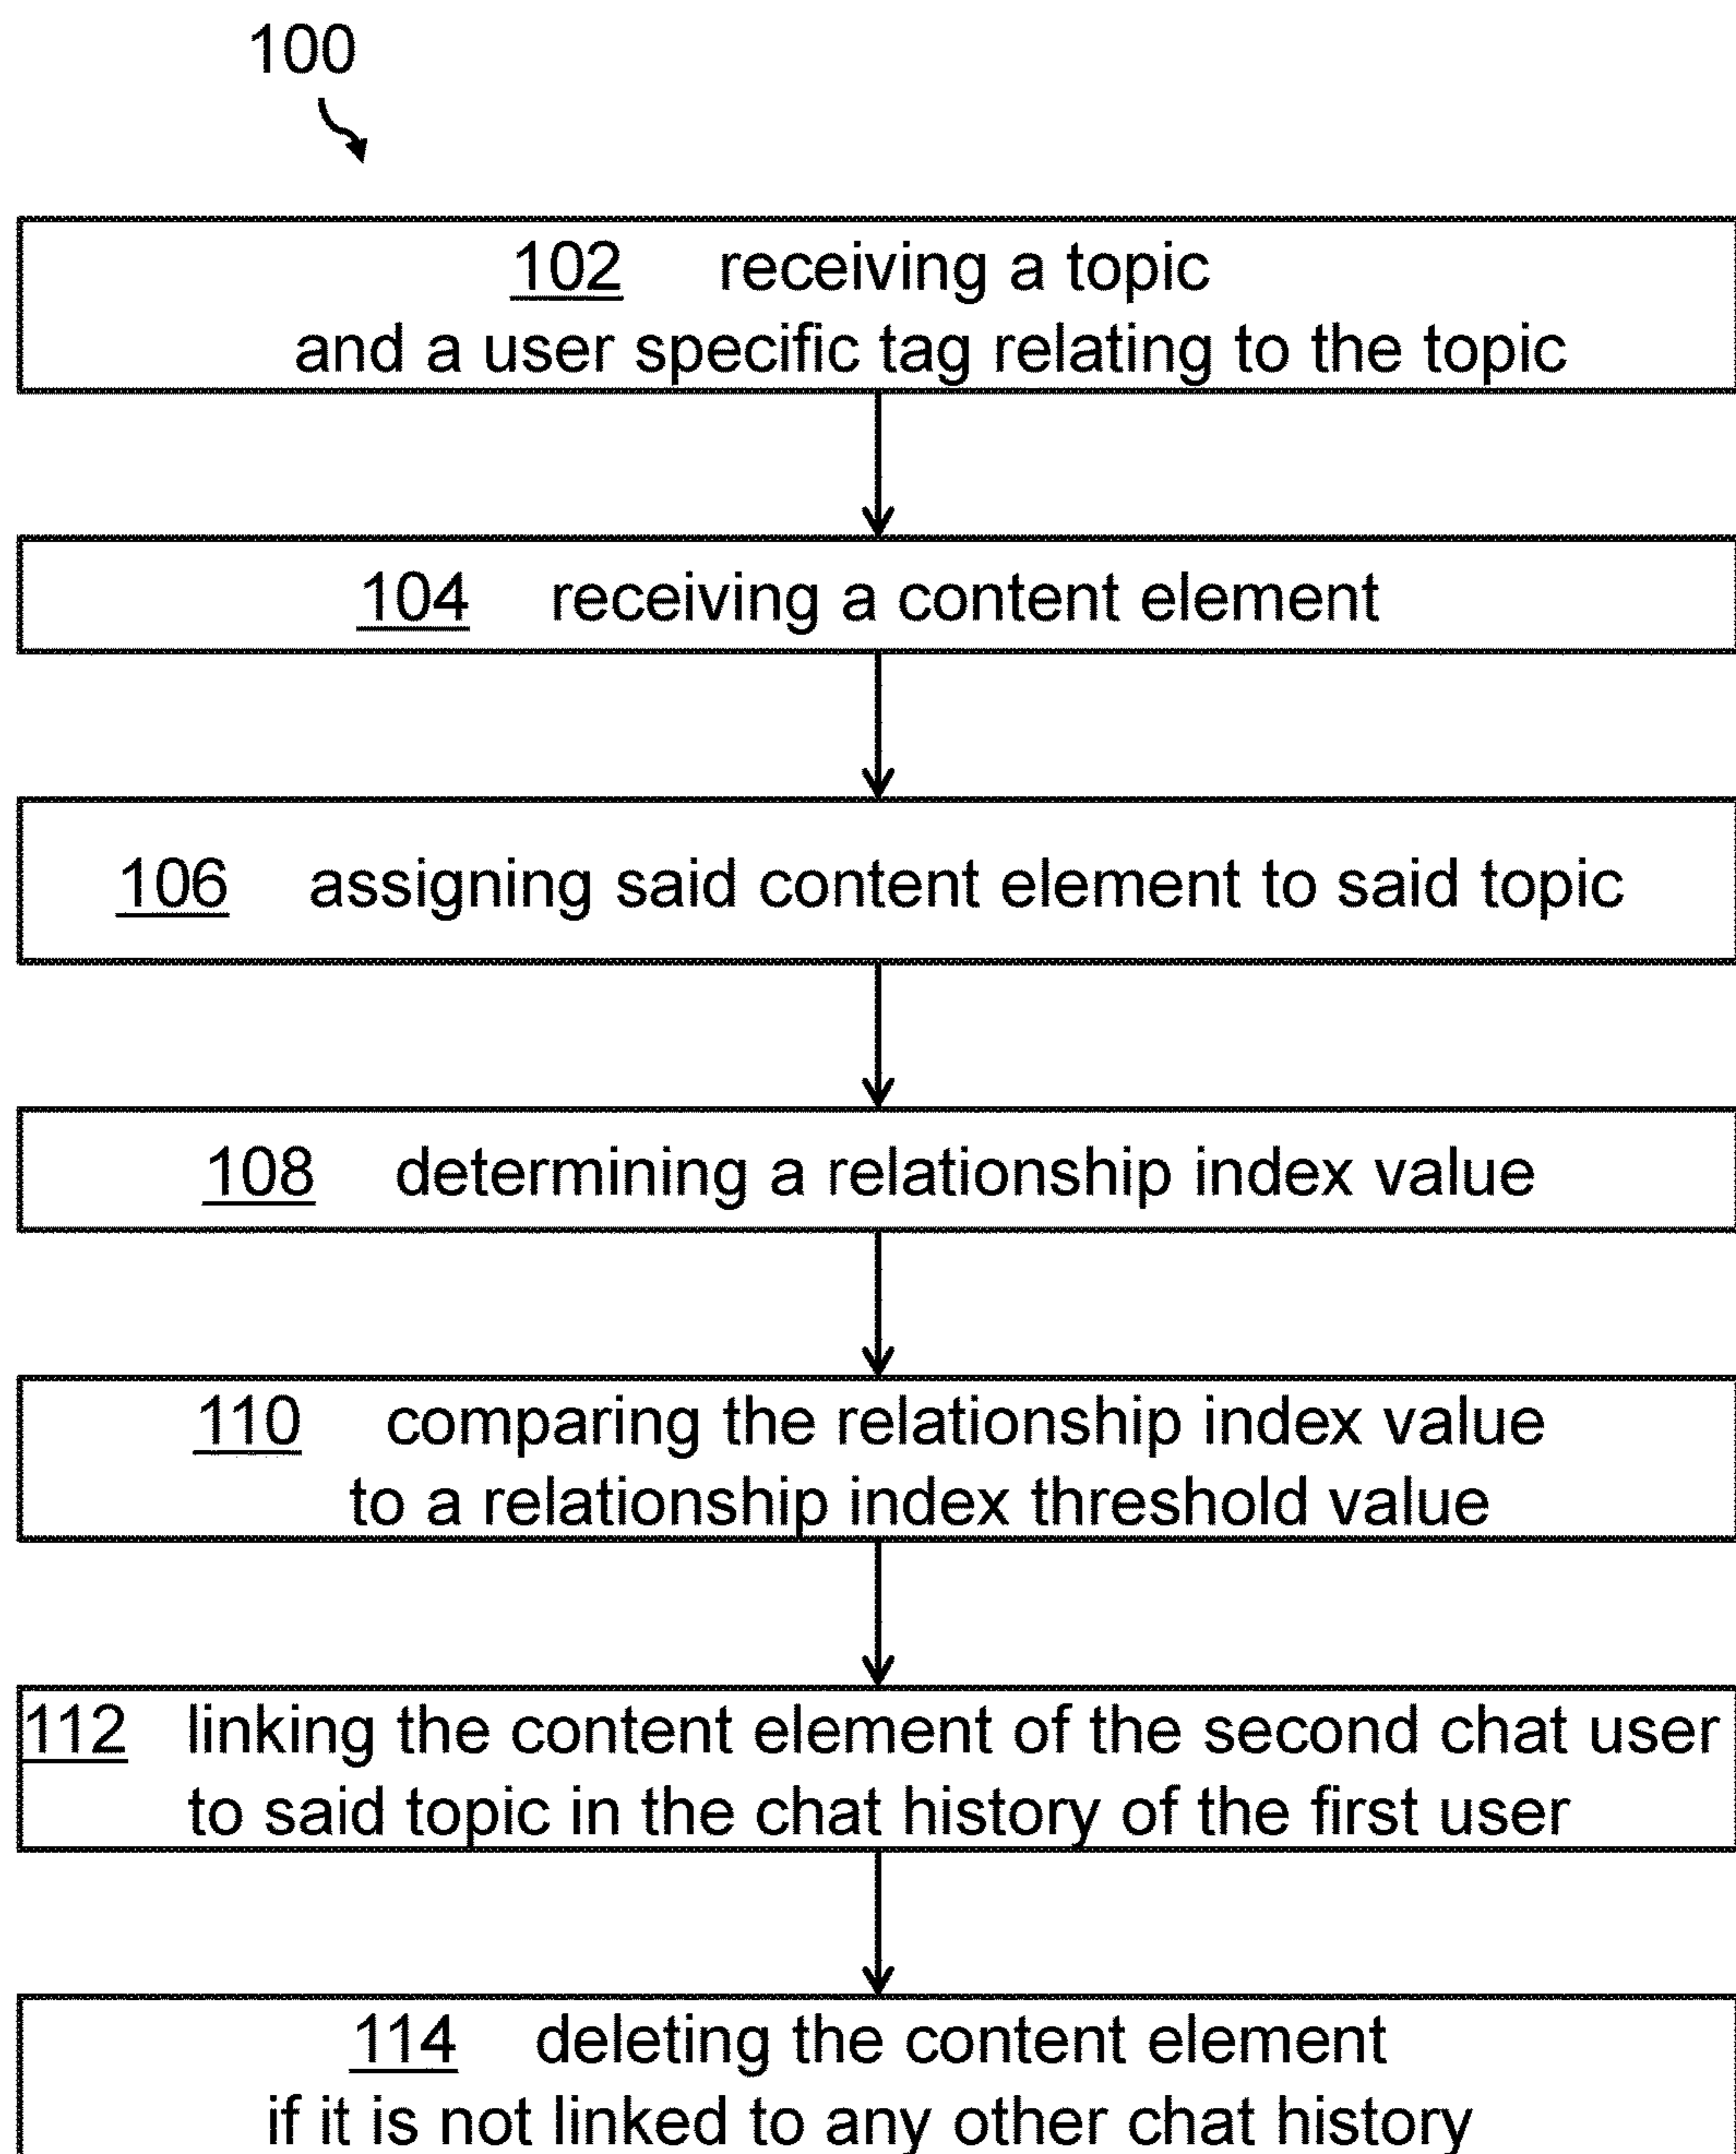 100
102 receiving a topic
and a user specific tag relating to the topic
104 receiving a content element
106 assigning said content element to said topic
108 determining a relationship index value
110 comparing the relationship index value
to a relationship index threshold value
112 linking the content element of the second chat user
to said topic in the chat history of the first user
114 deleting the content element
if it is not linked to any other chat history